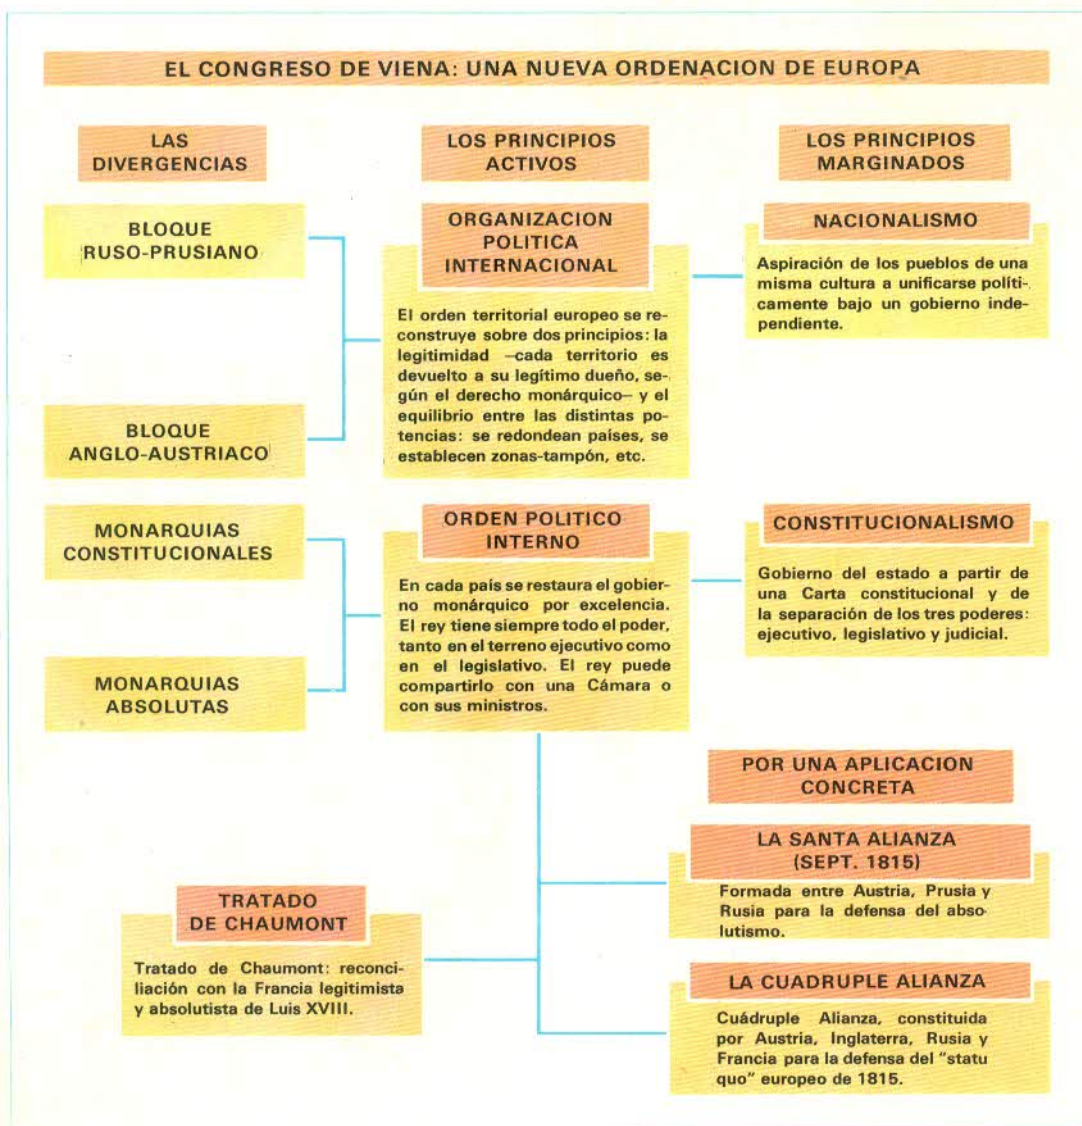 EL CONGRESO DE VIENA: UNA NUEVA ORDENACION DE EUROPA
LAS
DIVERGENCIAS
LOS PRINCIPIOS
ACTIVOS
LOS PRINCIPIOS
MARGINADOS
BLOQUE
RUSO-PRUSIANO
BLOQUE
ANGLO-AUSTRIACO
ORGANIZACION
POLITICA
INTERNACIONAL
El orden territorial europeo se re-
construye sobre dos principios: la
legitimidad —cada territorio es
devuelto a su legítimo dueño, se-
gún el derecho monárquico— y el
equilibrio entre las distintas po-
tencias: se redondean países, se
establecen zonas-tampón, etc.
NACIONALISMO
Aspiración de los pueblos de una
misma cultura a unificarse políti-
camente bajo un gobierno inde-
pendiente.
MONARQUIAS
CONSTITUCIONALES
MONARQUIAS
ABSOLUTAS
ORDEN POLITICO
INTERNO
En cada país se restaura el gobier-
no monárquico por excelencia.
El rey tiene siempre todo el poder,
tanto en el terreno ejecutivo como
en el legislativo. El rey puede
compartirlo con una Cámara o
con sus ministros.
CONSTITUCIONALISMO
Gobierno del estado a partir de
una Carta constitucional y de
la separación de los tres poderes:
ejecutivo, legislativo y judicial.
POR UNA APLICACION
CONCRETA
LA SANTA ALIANZA
(SEPT. 1815)
Formada entre Austria, Prusia y
Rusia para la defensa del abso-
lutismo.
TRATADO
DE CHAUMONT
Tratado de Chaumont: reconci-
liación con la Francia legitimista
y absolutista de Luis XVIII.
LA CUADRUPLE ALIANZA
Cuádruple Alianza, constituida
por Austria, Inglaterra, Rusia y
Francia para la defensa del "statu
quo" europeo de 1815.